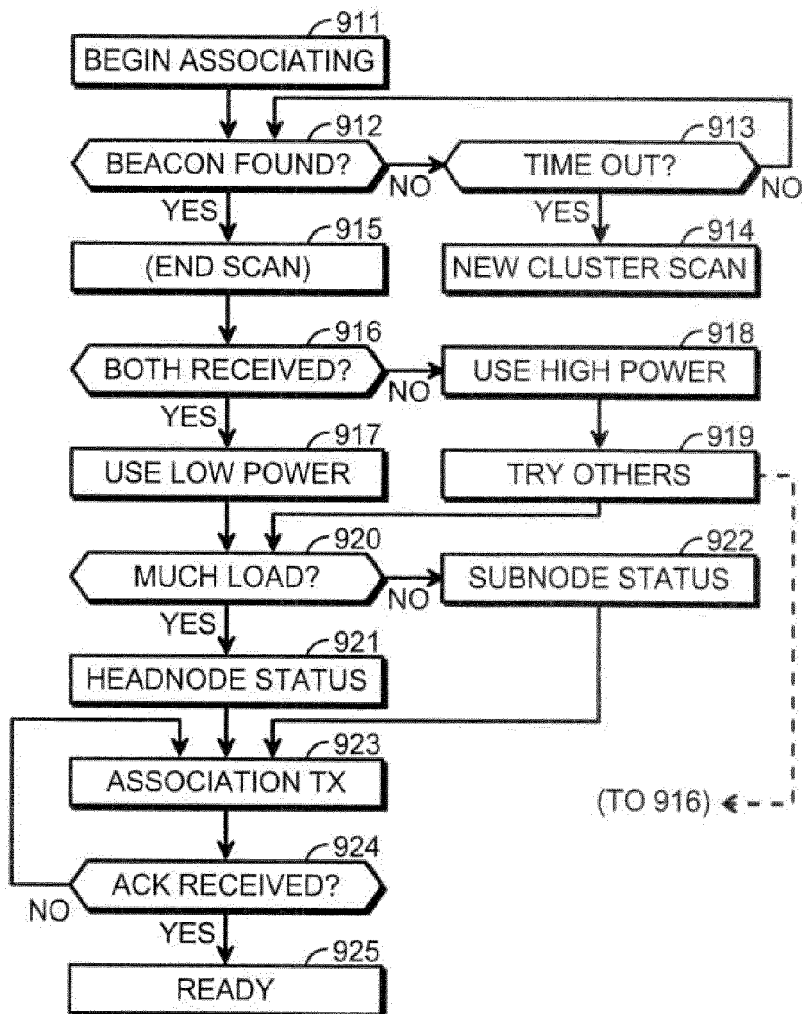 911
BEGIN ASSOCIATING
912
BEACON FOUND?
NO
YES
913
TIME OUT?
NO
YES
915
(END SCAN)
914
NEW CLUSTER SCAN
916
BOTH RECEIVED?
NO
YES
918
USE HIGH POWER
917
USE LOW POWER
919
TRY OTHERS
920
MUCH LOAD?
NO
YES
922
SUBNODE STATUS
921
HEADNODE STATUS
923
ASSOCIATION TX
(TO 916)
924
ACK RECEIVED?
NO
YES
925
READY